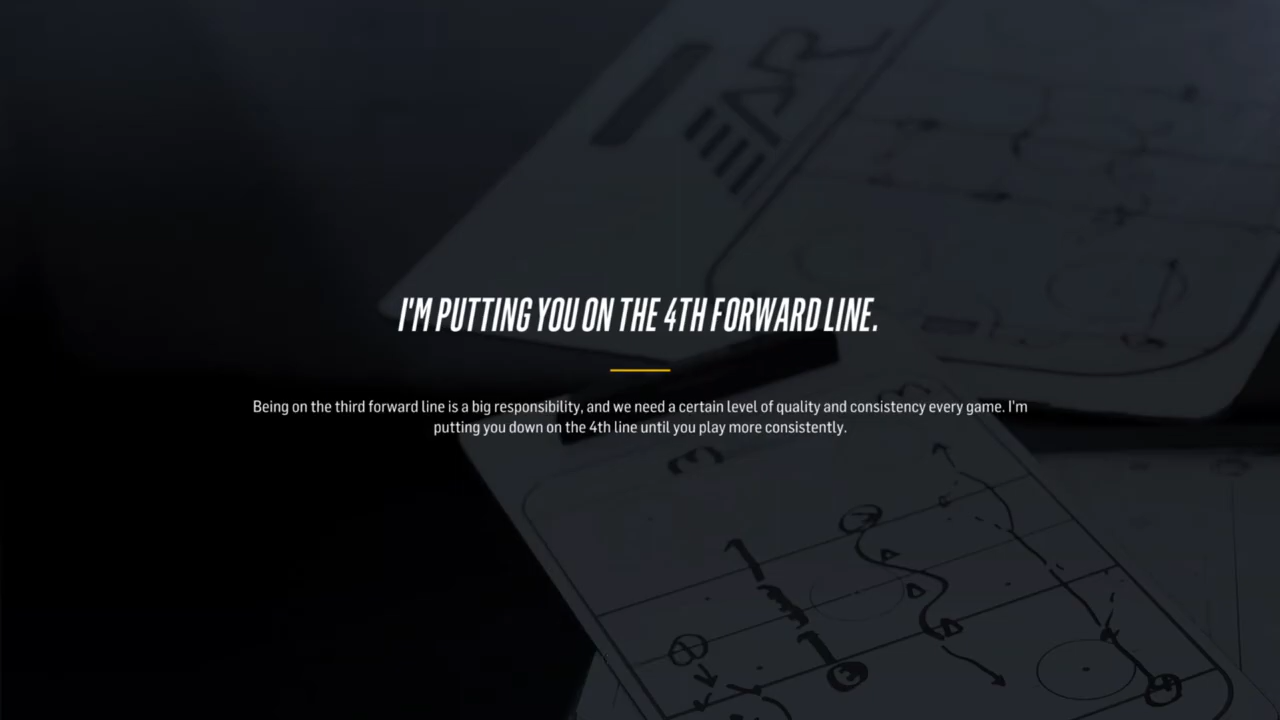 I'M PUTTING YOU ON THE 4TH FORWARD LINE.
Being on the third forward line is a big responsibility, and we need a certain level of quality and consistency every game. I'm
putting you down on the 4th line until you play more consistently.